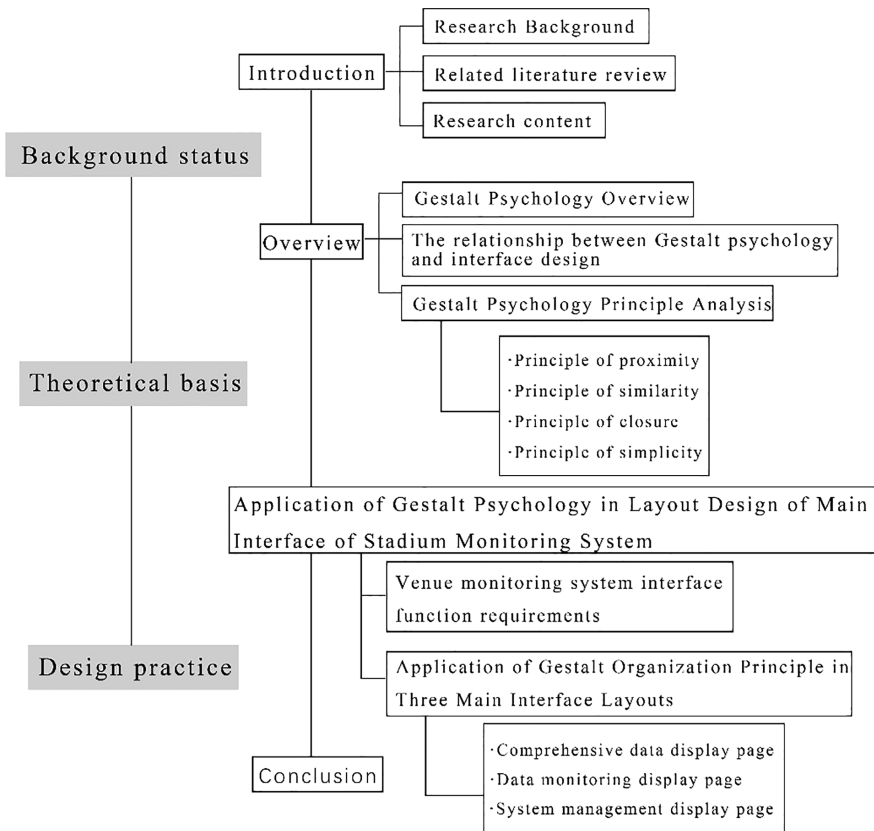 Research Background
Introduction
Related literature review
Research content
Background status
Gestalt Psychology Overview
Overview
The relationship between Gestalt psychology
and interface design
Gestalt Psychology Principle Analysis
·Principle of proximity
Theoretical basis
·Principle of similarity
·Principle of closure
·Principle of simplicity
Application of Gestalt Psychology in Layout Design of Main
Interface of Stadium Monitoring System
Venue monitoring system interface
function requirements
Design practice
Application of Gestalt Organization Principle in
Three Main Interface Layouts
·Comprehensive data display page
Conclusion
·Data monitoring display page
·System management display page